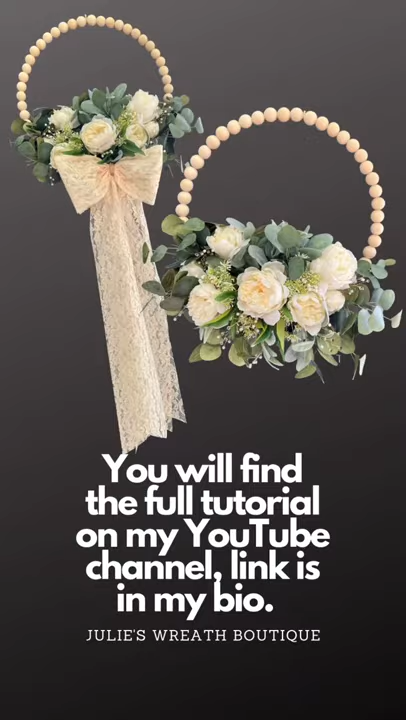 You will find
the full tutorial
on my YouTube
channel, link is
in my bio.
JULIE'S WREATH BOUTIQUE